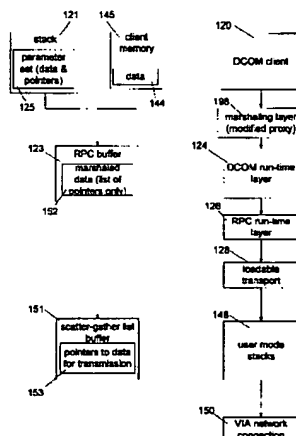 121
145
120
stack
client
memory
parameter
set (data &
pointers)
data
DCOM client
125
144
198
marshaling layer
(modified proxy)
123
124
RPC buffer
marshaled
data (list of
pointers only)
DCOM run-time
layer
152
126
RPC run-time
layer
128
loadable
transport
151
148
scatter-gather list
buffer
pointers to data
for transmission
user mode
stacks
153
150
VIA network
connection